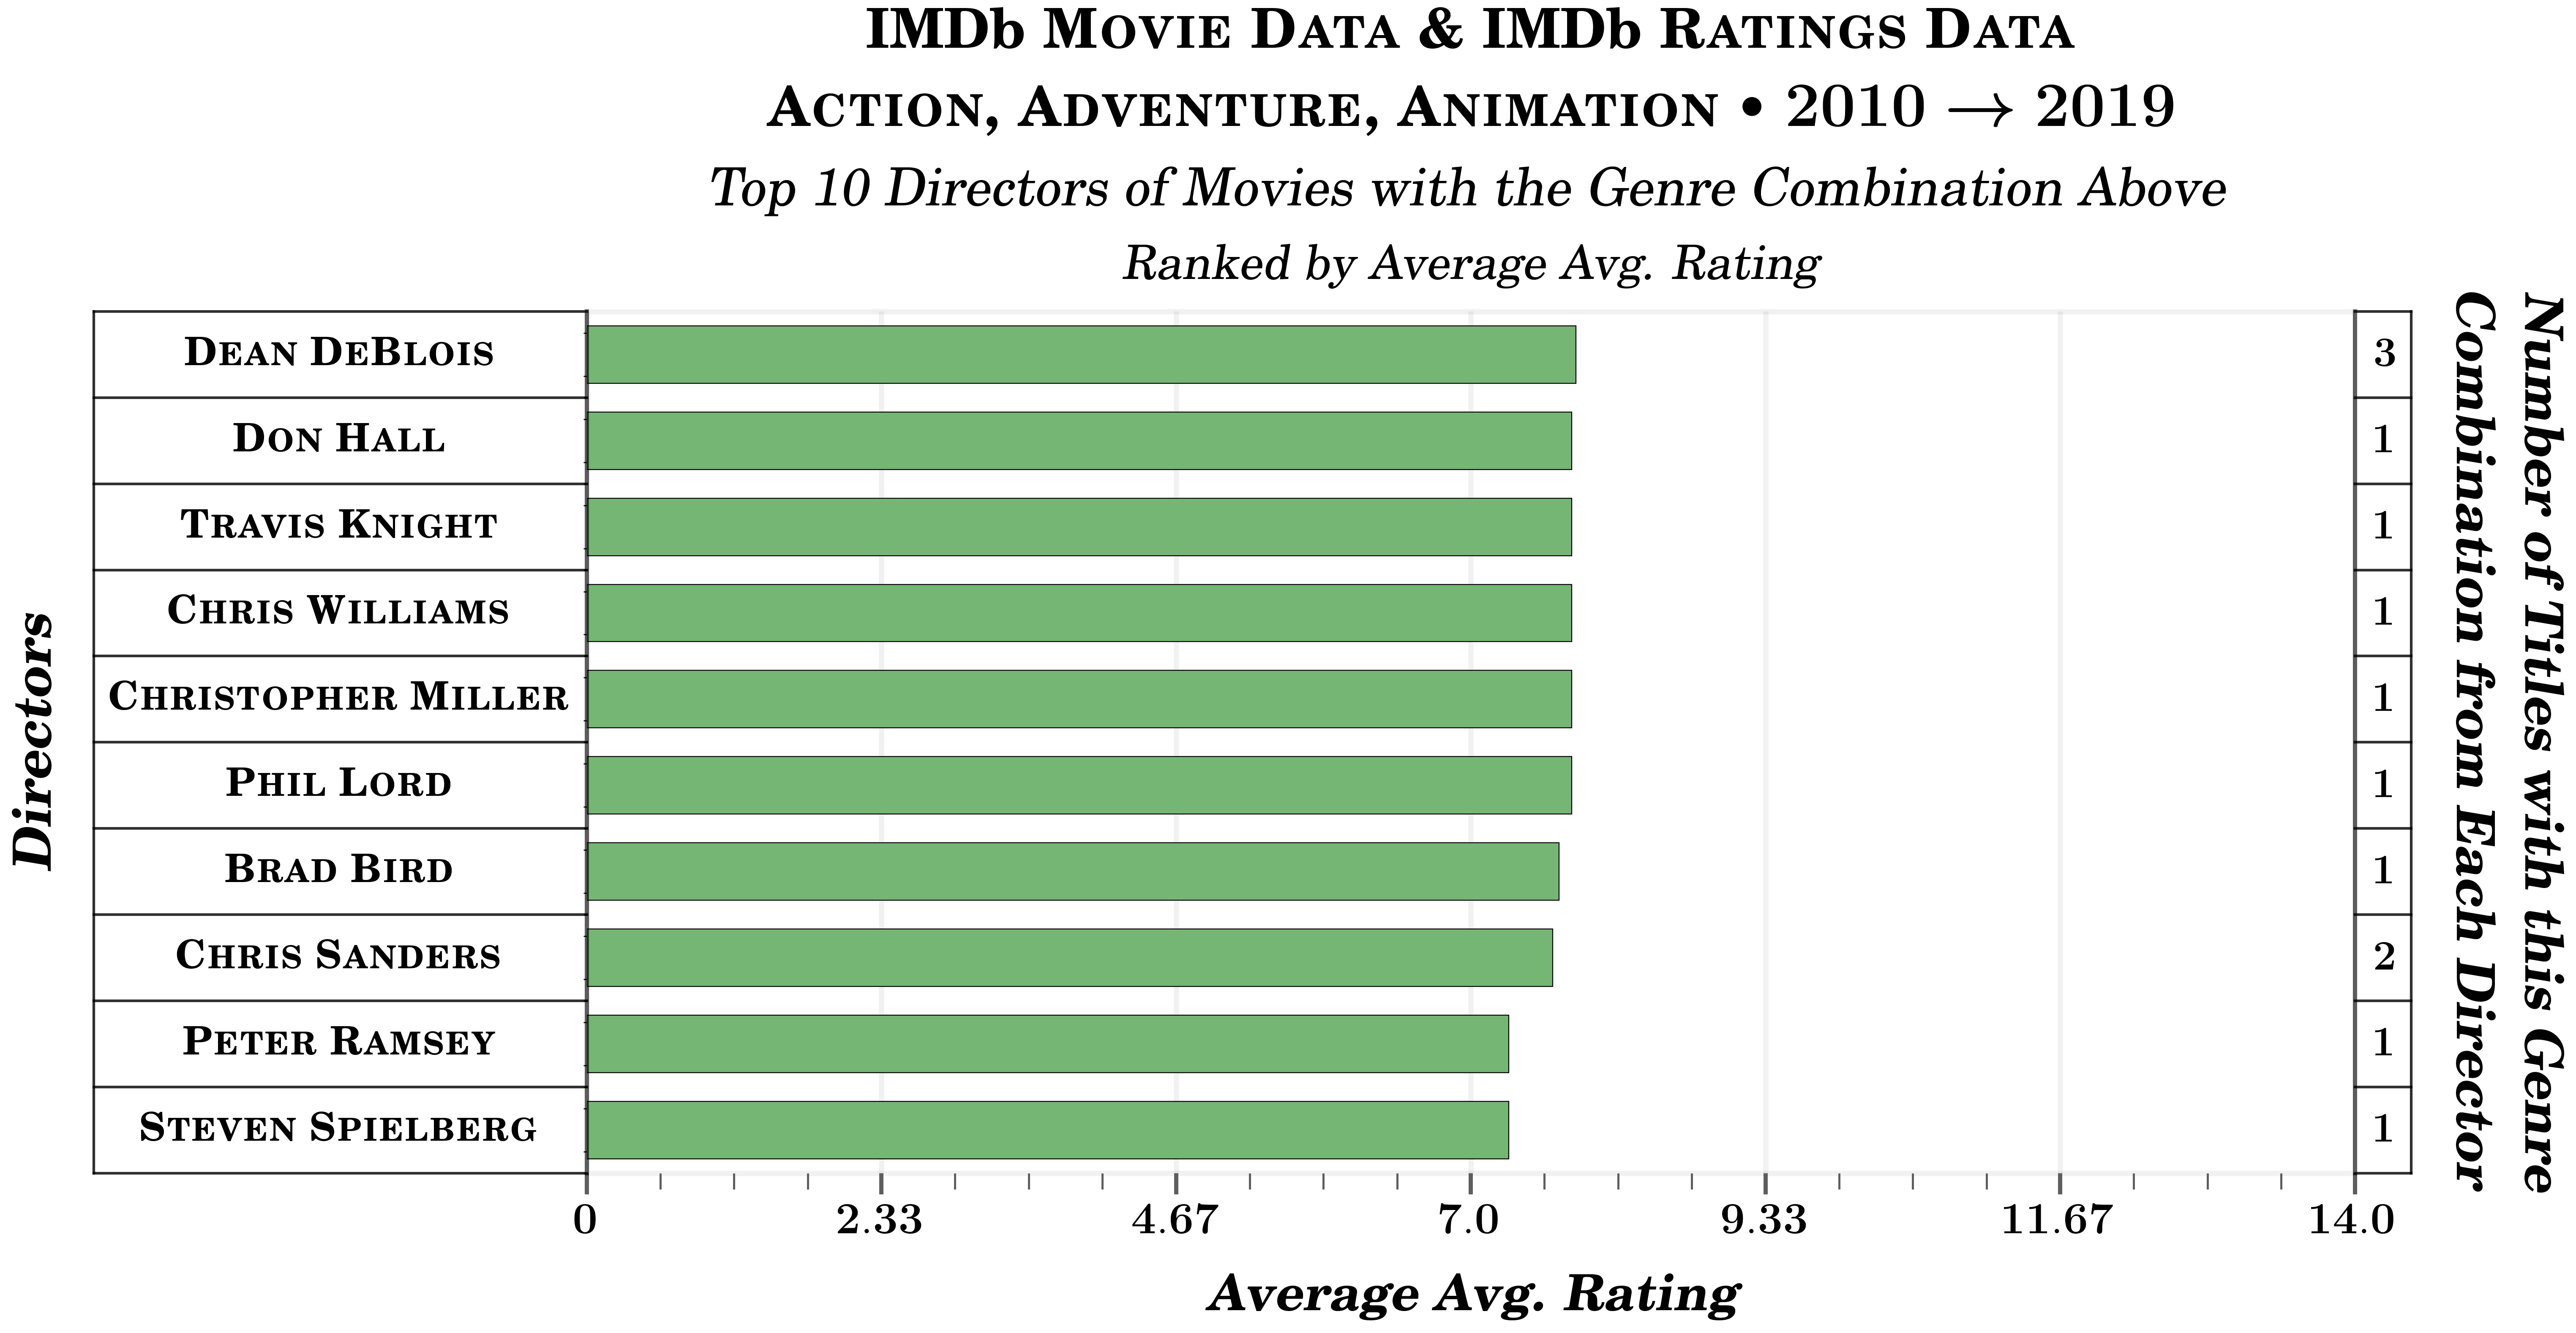 IMDb Movie Data & IMDb Ratings Data
Action, Adventure, Animation • 2010 → 2019
Top 10 Directors of Movies with the Genre Combination Above
Ranked by Average Avg. Rating
Directors
Dean DeBlois
3
Don Hall
1
Travis Knight
1
Chris Williams
1
Christopher Miller
1
Phil Lord
1
Brad Bird
1
Chris Sanders
2
Peter Ramsey
1
Steven Spielberg
1
Number of Titles with this Genre
Combination from Each Director
0 2.33 4.67 7.0 9.33 11.67 14.0
Average Avg. Rating